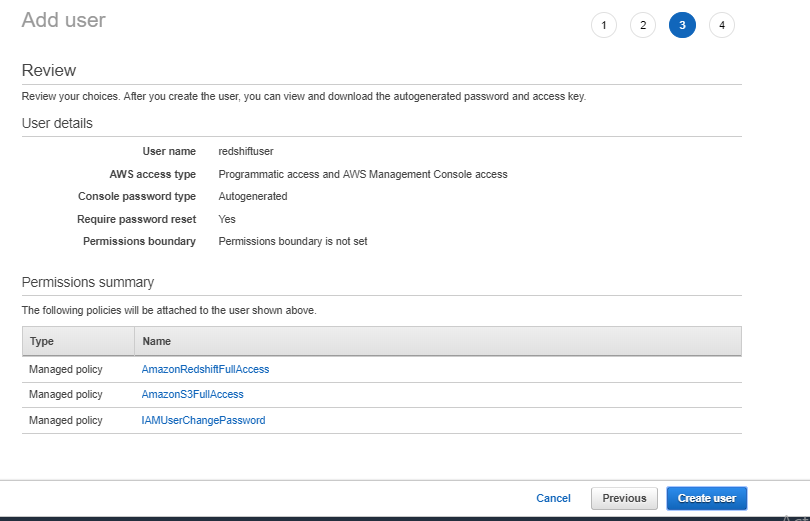 Add user
1 2 3 4
Review
Review your choices. After you create the user, you can view and download the autogenerated password and access key.
User details
User name redshiftuser
AWS access type Programmatic access and AWS Management Console access
Console password type Autogenerated
Require password reset Yes
Permissions boundary Permissions boundary is not set
Permissions summary
The following policies will be attached to the user shown above.
Type Name
Managed policy AmazonRedshiftFullAccess
Managed policy AmazonS3FullAccess
Managed policy IAMUserChangePassword
Cancel Previous Create user